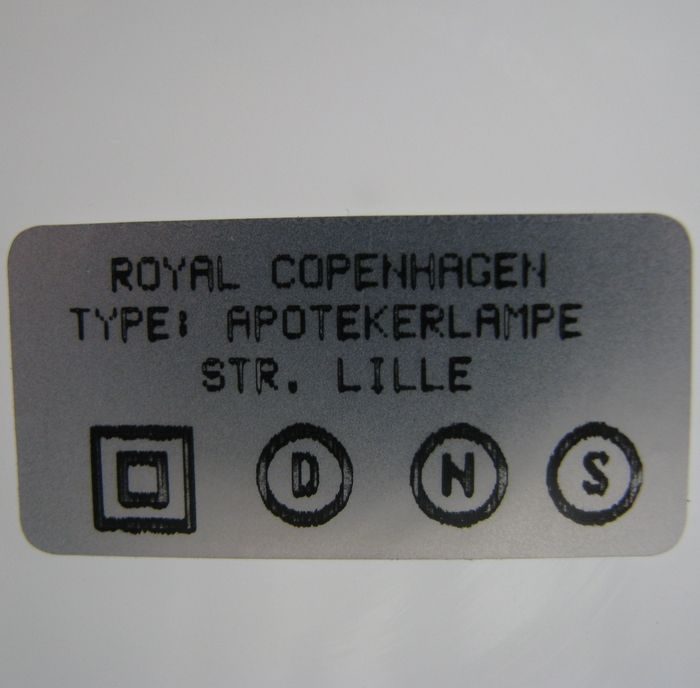 ROYAL COPENHAGEN
TYPE: APOTEKERLAMPE
STR. LILLE
D N S